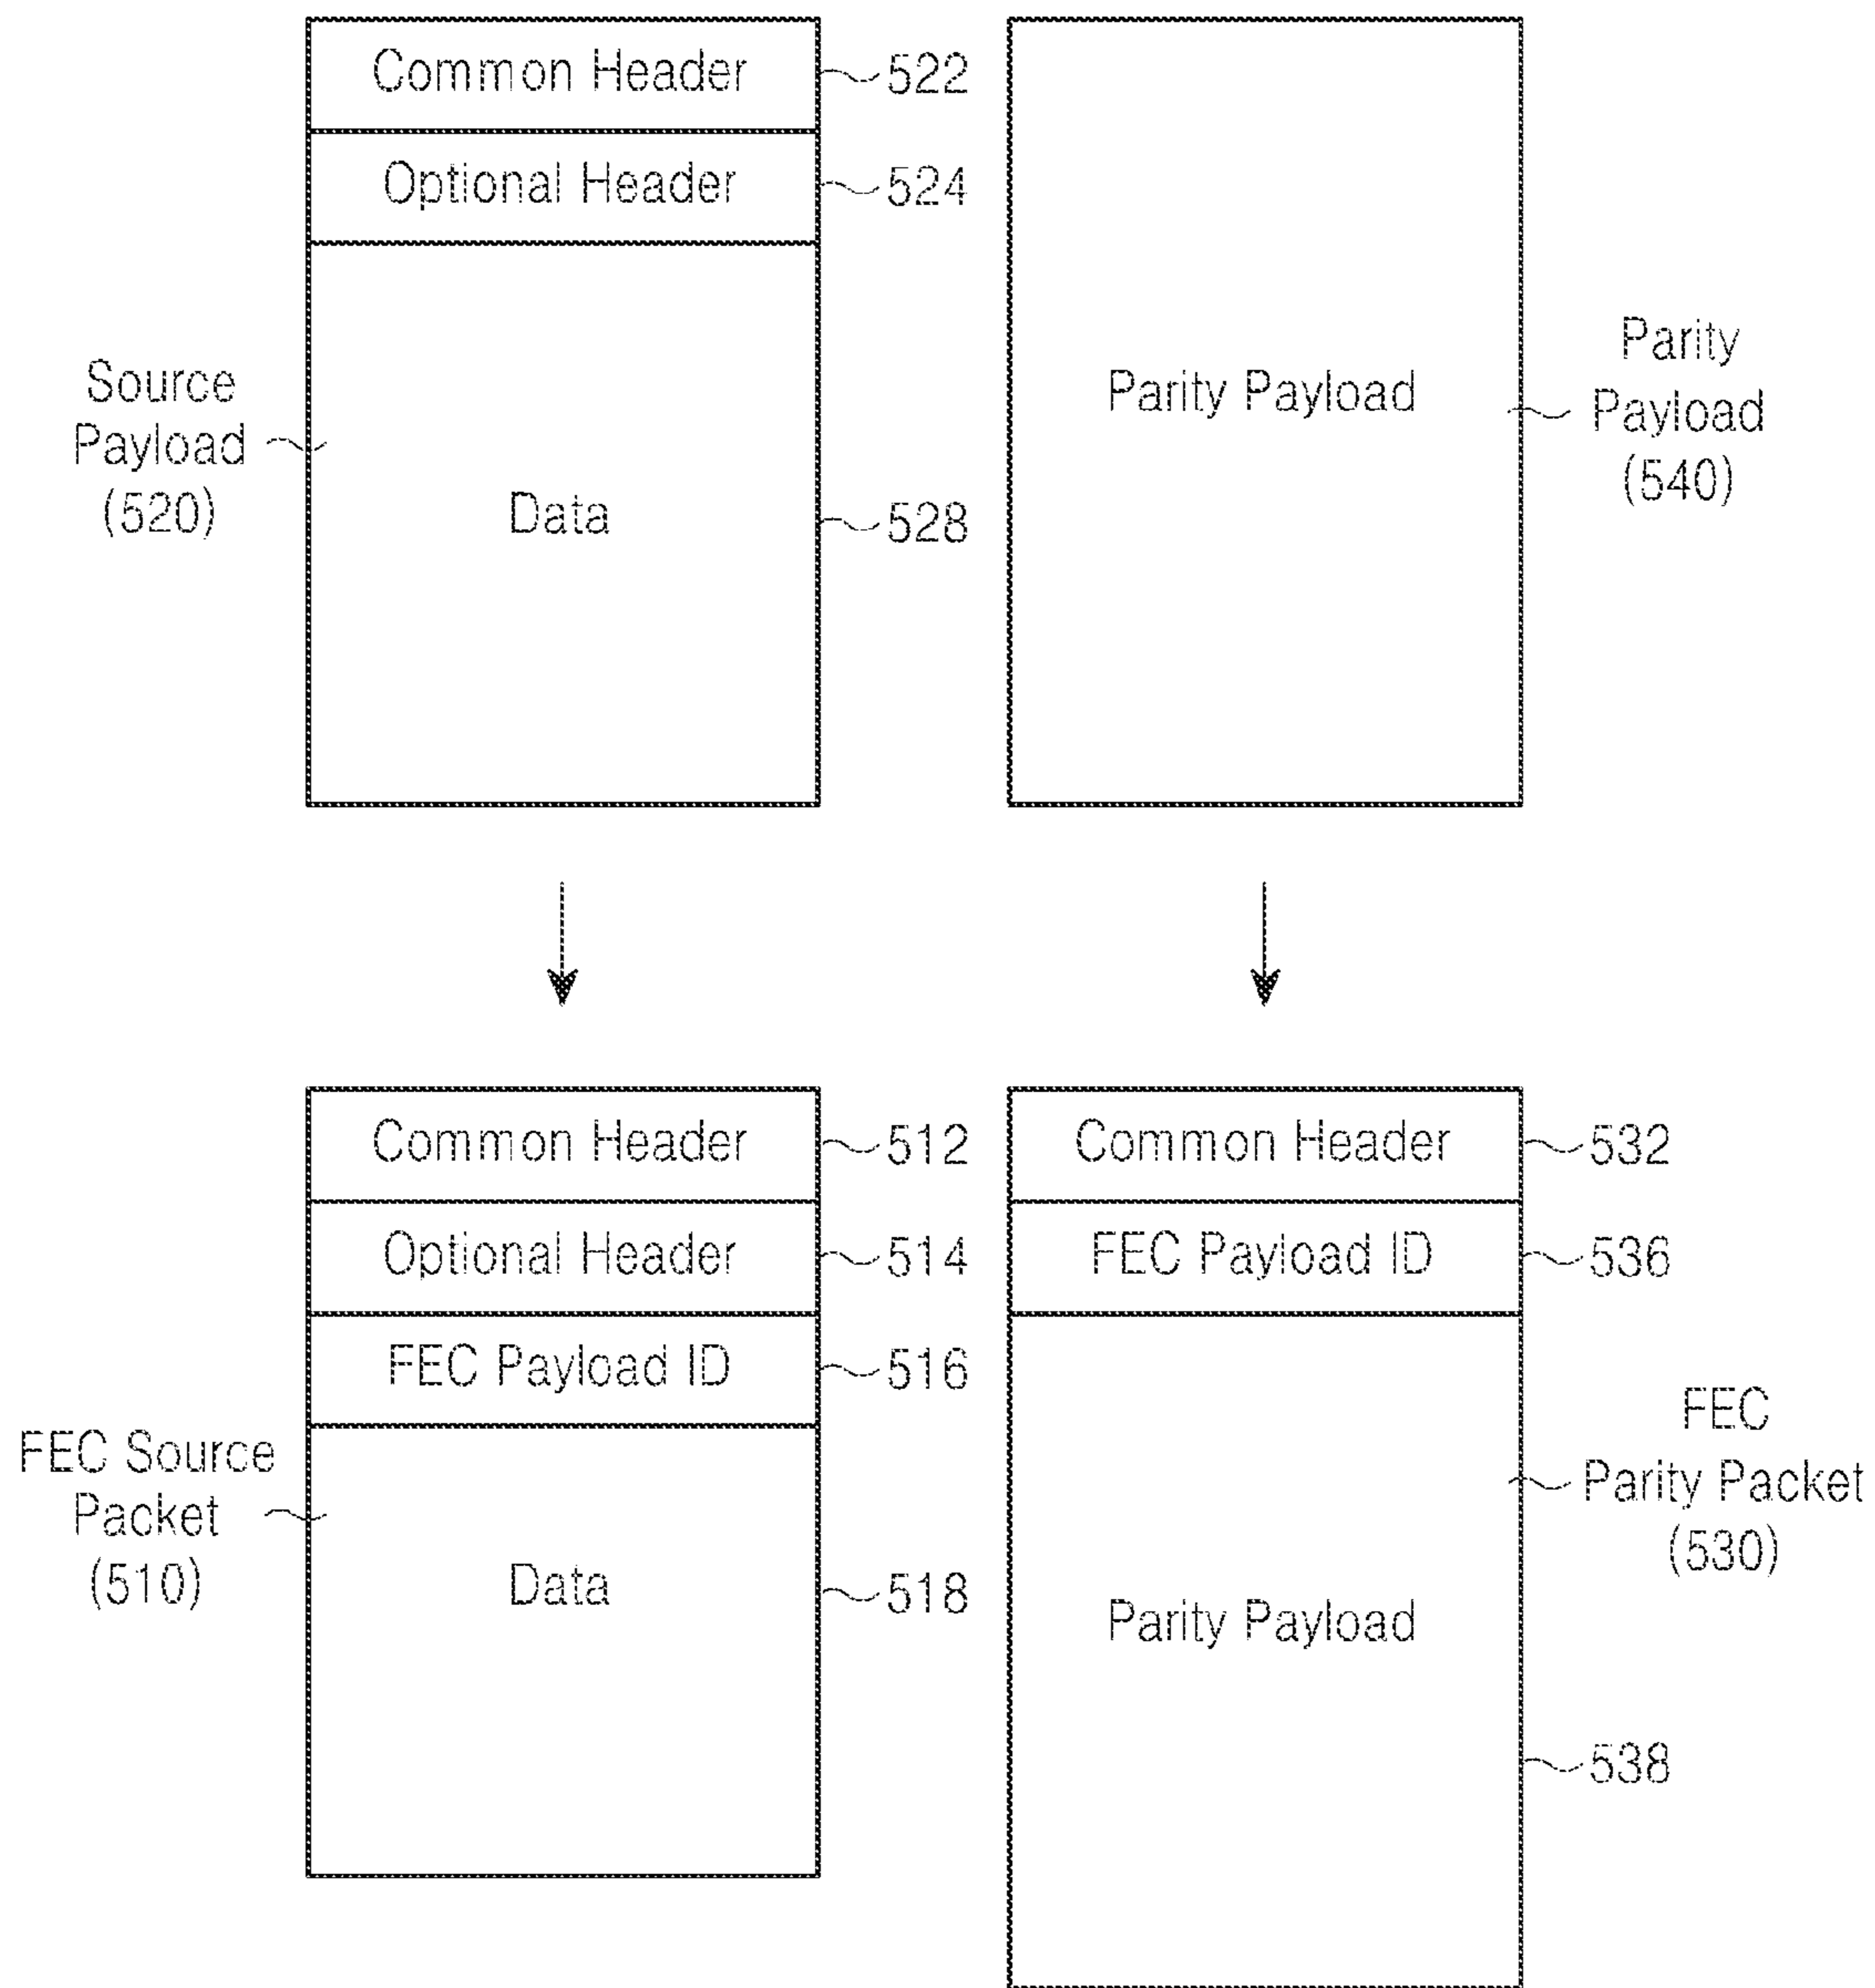 Common Header
522
Optional Header
524
Source
Payload
(520)
Data
528
Parity Payload
Parity
Payload
(540)
Common Header
512
Optional Header
514
FEC Payload ID
516
FEC Source
Packet
(510)
Data
518
Common Header
532
FEC Payload ID
536
FEC
Parity Packet
(530)
Parity Payload
538